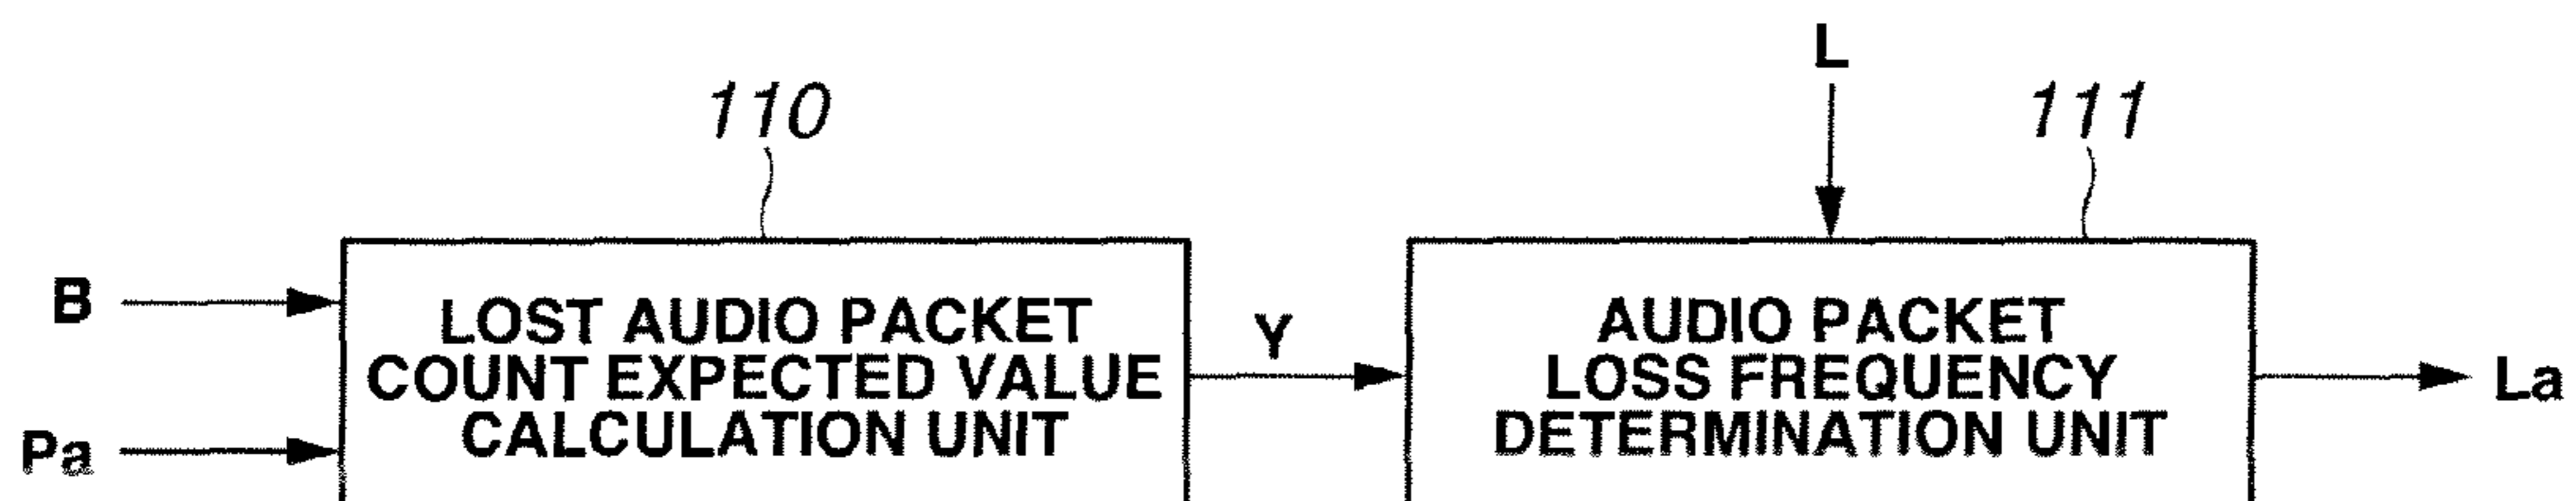 L
110
111
B
LOST AUDIO PACKET
COUNT EXPECTED VALUE
CALCULATION UNIT
Pa
Y
AUDIO PACKET
LOSS FREQUENCY
DETERMINATION UNIT
La